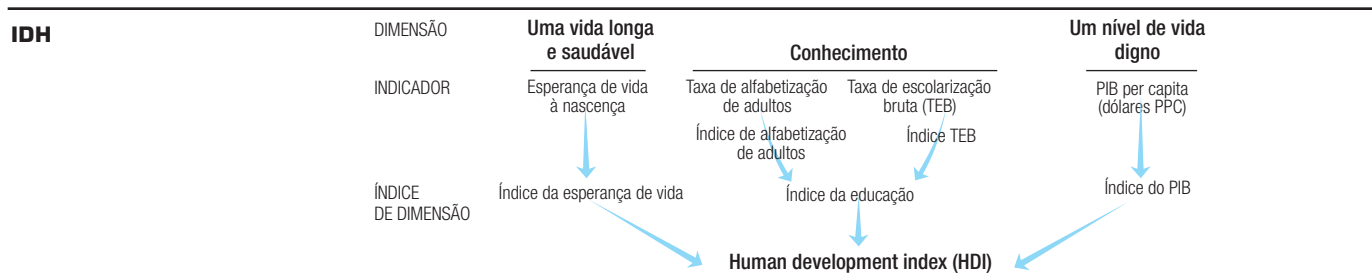 IDH
DIMENSÃO
Uma vida longa
e saudável
Conhecimento
Um nível de vida
digno
INDICADOR
Esperança de vida
à nascença
Taxa de alfabetização
de adultos
Taxa de escolarização
bruta (TEB)
PIB per capita
(dólares PPC)
Índice de alfabetização
de adultos
Índice TEB
ÍNDICE
DE DIMENSÃO
Índice da esperança de vida
Índice da educação
Índice do PIB
Human development index (HDI)